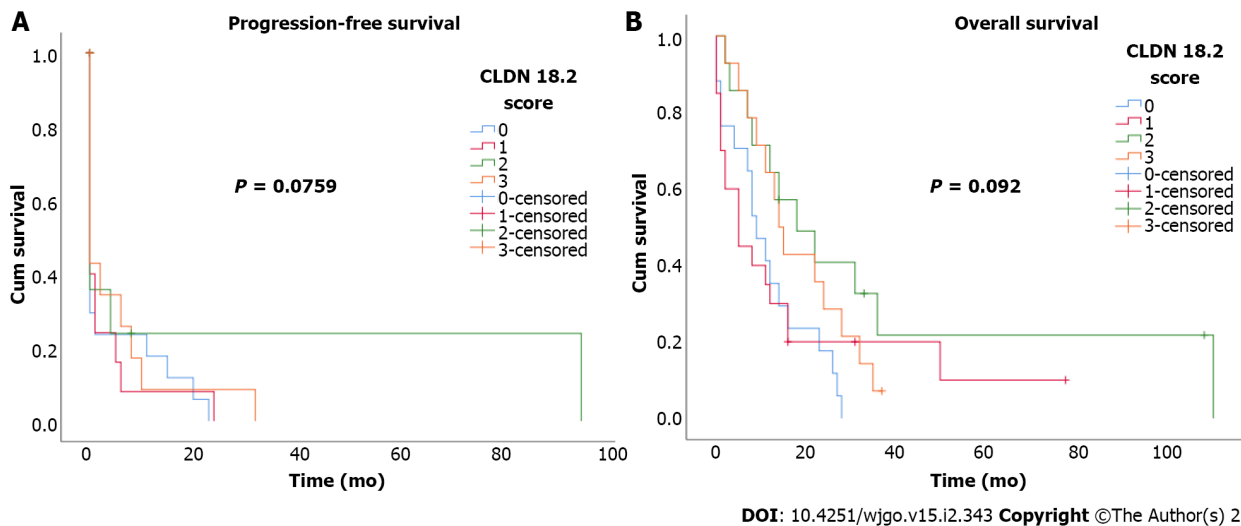 A
Progression-free survival
Cum survival
1.0
0.8
0.6
0.4
0.2
0.0
CLDN 18.2
score
0
1
2
3
0-censored
1-censored
2-censored
3-censored
P = 0.0759
0 20 40 60 80 100
Time (mo)
B
Overall survival
Cum survival
1.0
0.8
0.6
0.4
0.2
0.0
CLDN 18.2
score
0
1
2
3
0-censored
1-censored
2-censored
3-censored
P = 0.092
0 20 40 60 80 100
Time (mo)
DOI: 10.4251/wjgo.v15.i2.343 Copyright ©The Author(s) 2